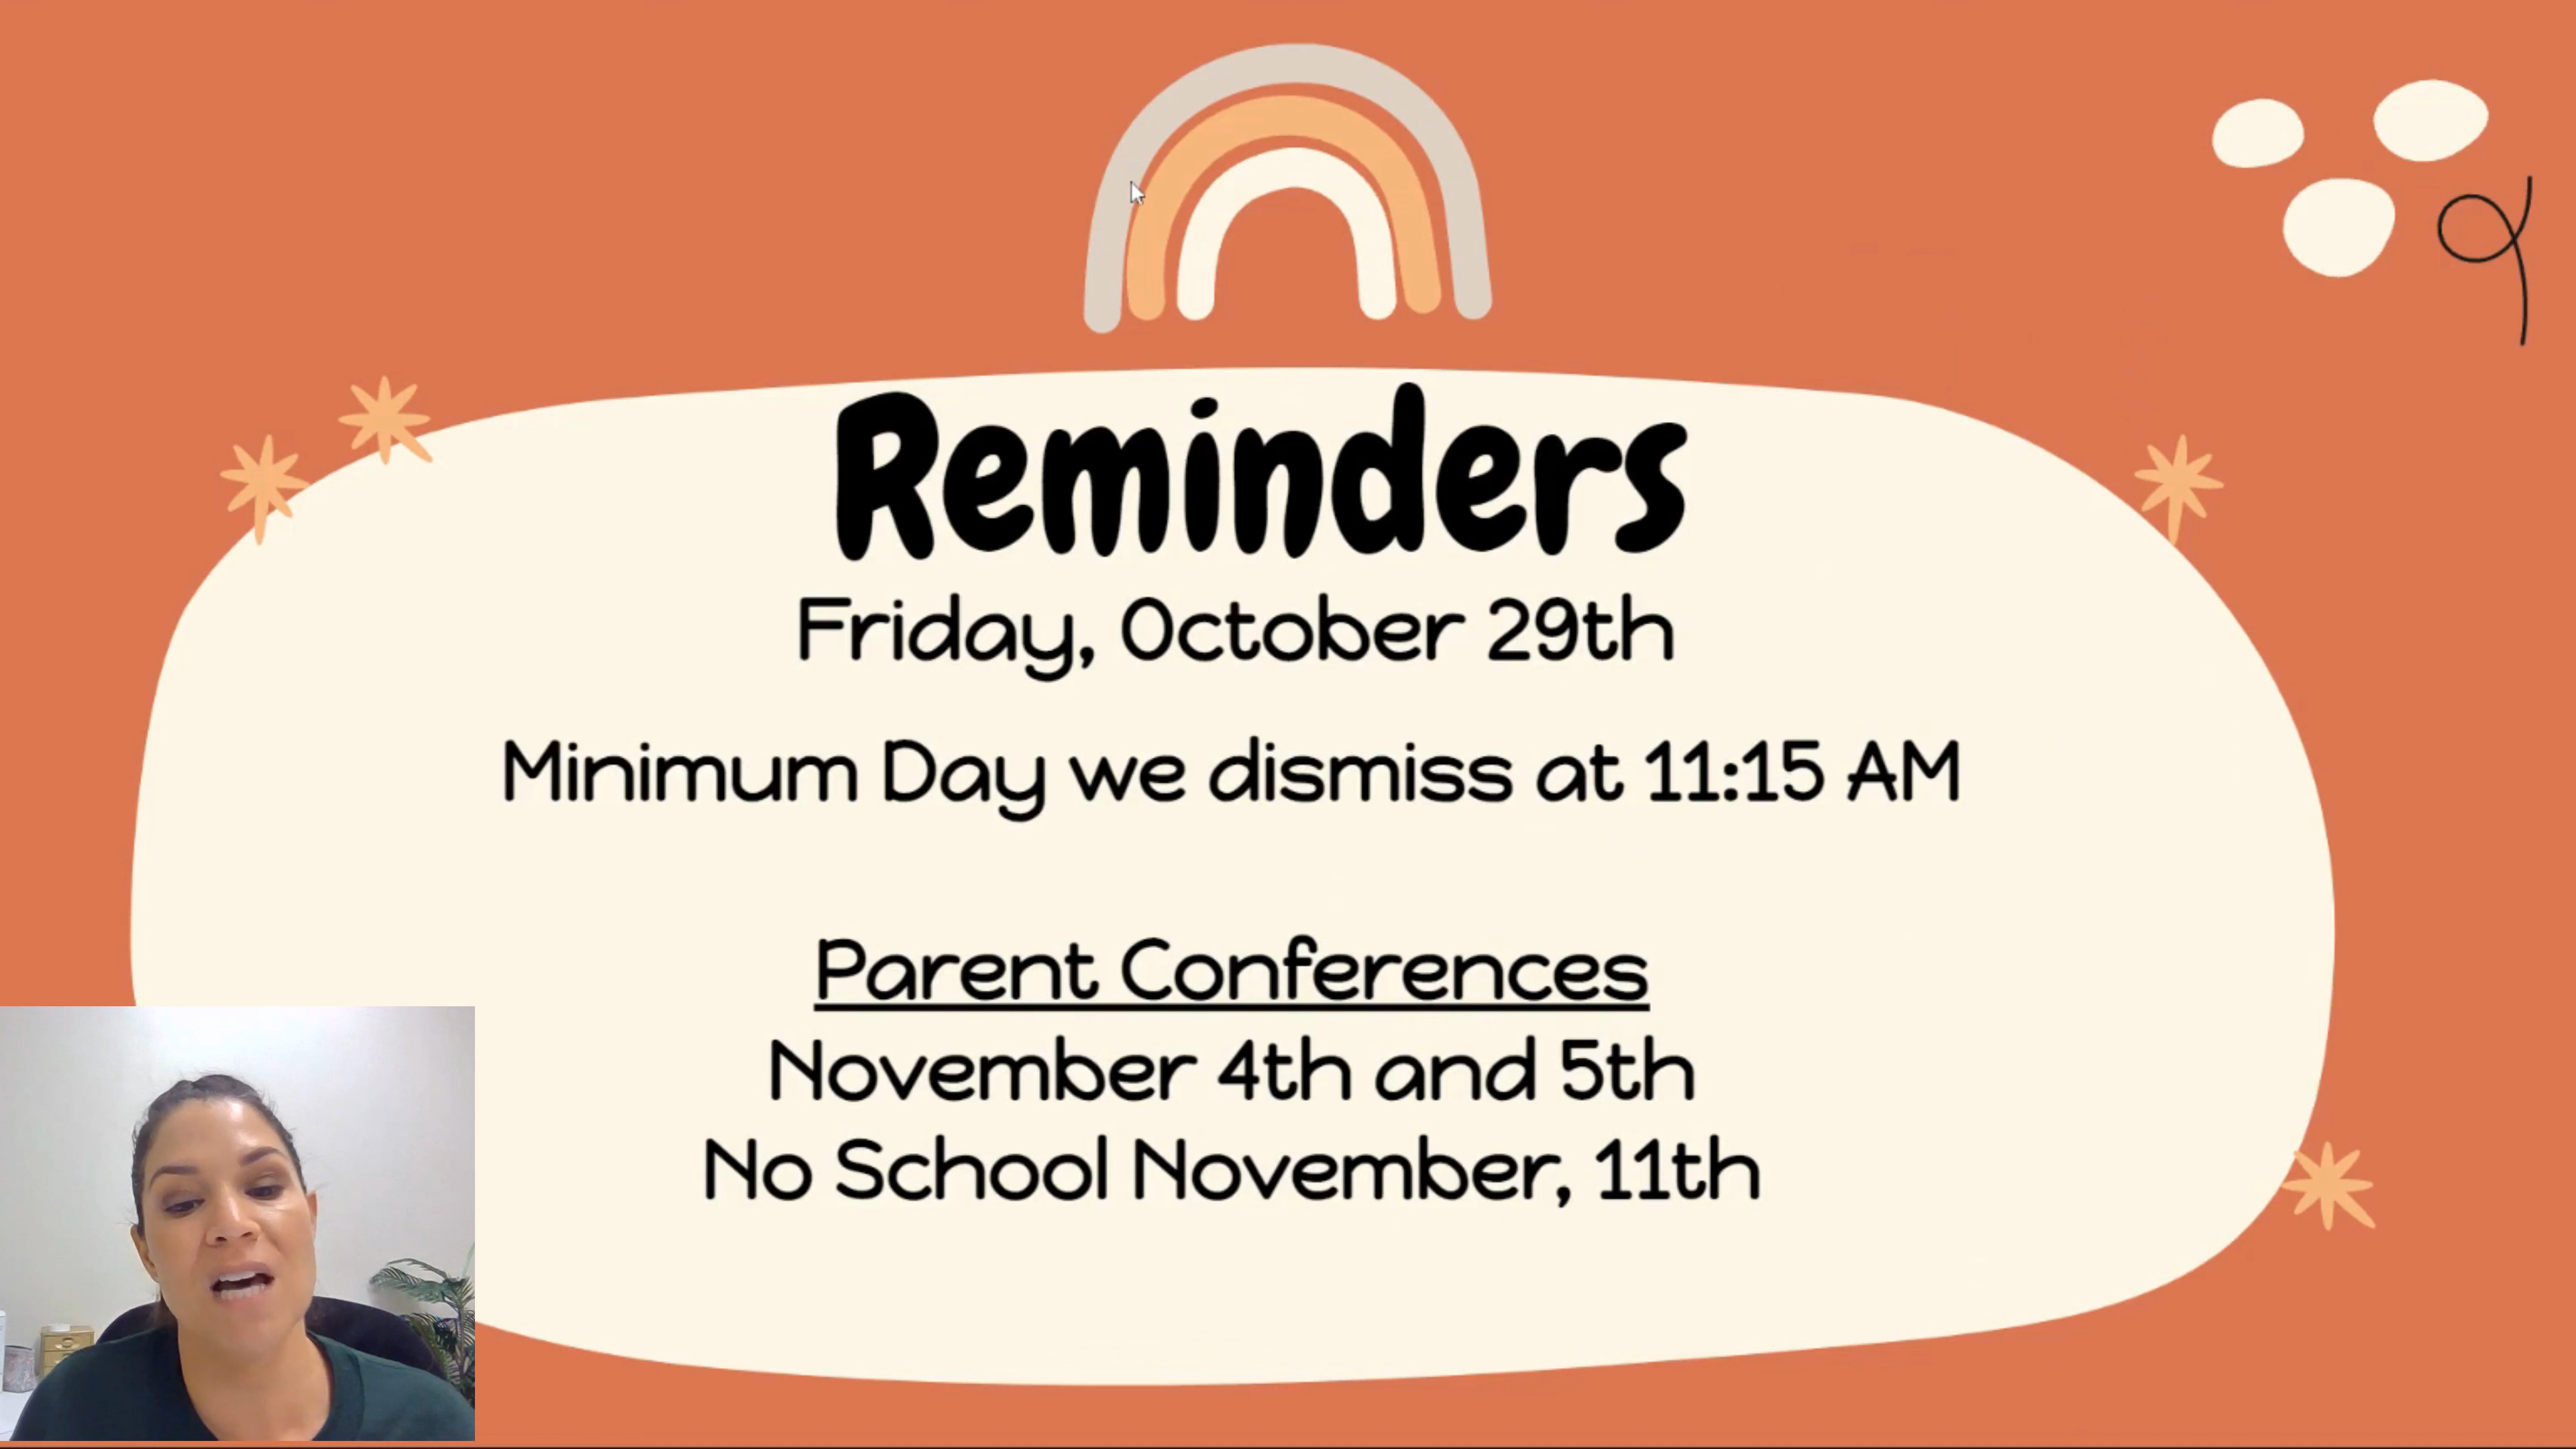 Reminders
Friday, October 29th
Minimum Day we dismiss at 11:15 AM
Parent Conferences
November 4th and 5th
No School November, 11th